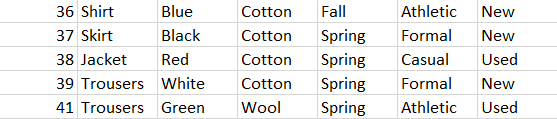 36 Shirt Blue Cotton Fall Athletic New
37 Skirt Black Cotton Spring Formal New
38 Jacket Red Cotton Spring Casual Used
39 Trousers White Cotton Spring Formal New
41 Trousers Green Wool Spring Athletic Used